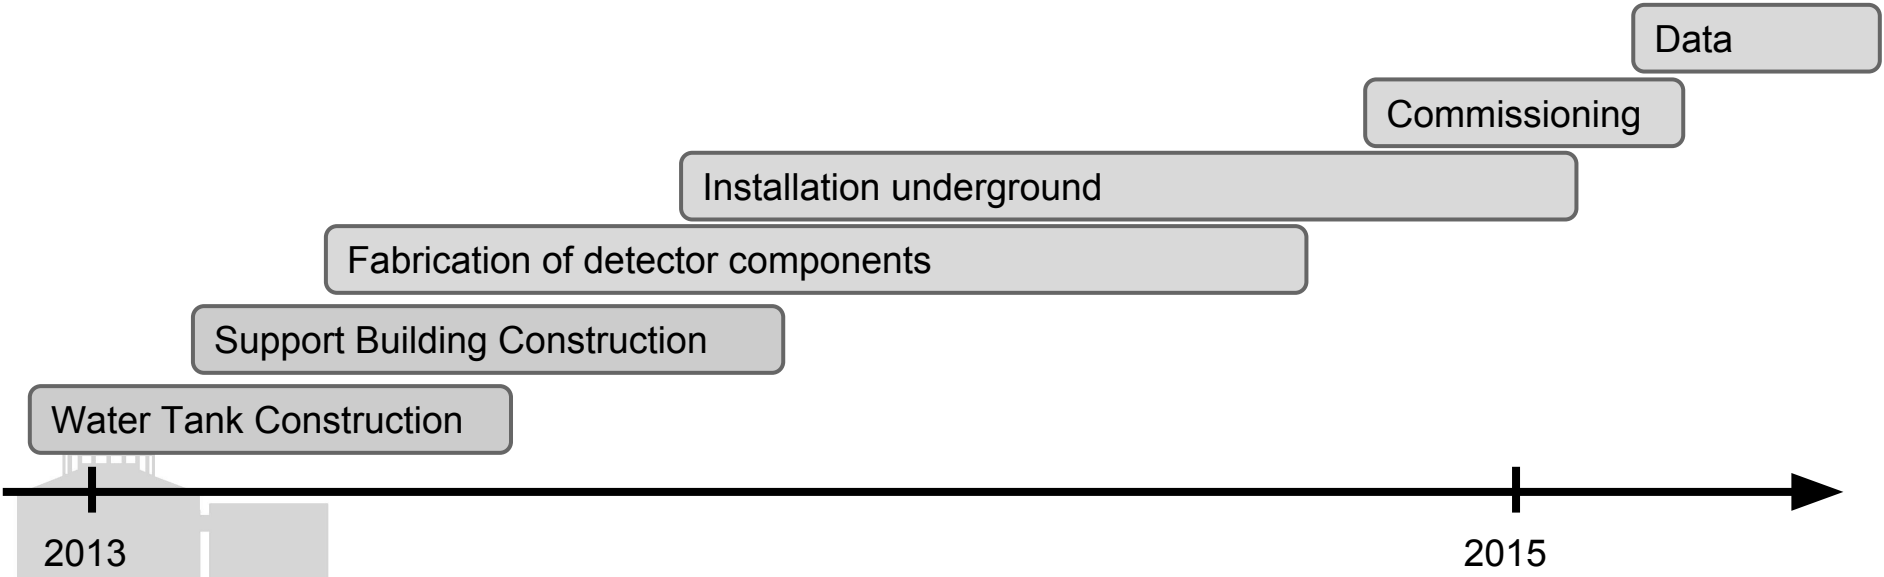 Data
Commissioning
Installation underground
Fabrication of detector components
Support Building Construction
Water Tank Construction
2013
2015